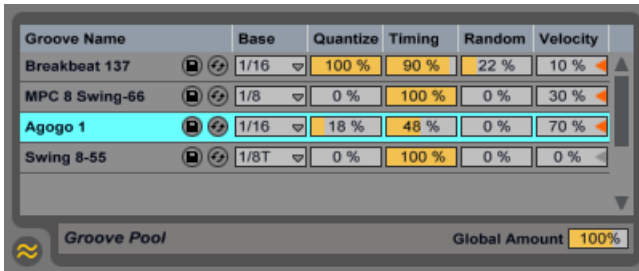 Groove Name Base Quantize Timing Random Velocity
Breakbeat 137 1/16 100 % 90 % 22 % 10 %
MPC 8 Swing-66 1/8 0 % 100 % 0 % 30 %
Agogo 1 1/16 18 % 48 % 0 % 70 %
Swing 8-55 1/8T 0 % 100 % 0 % 0 %
Groove Pool Global Amount 100%